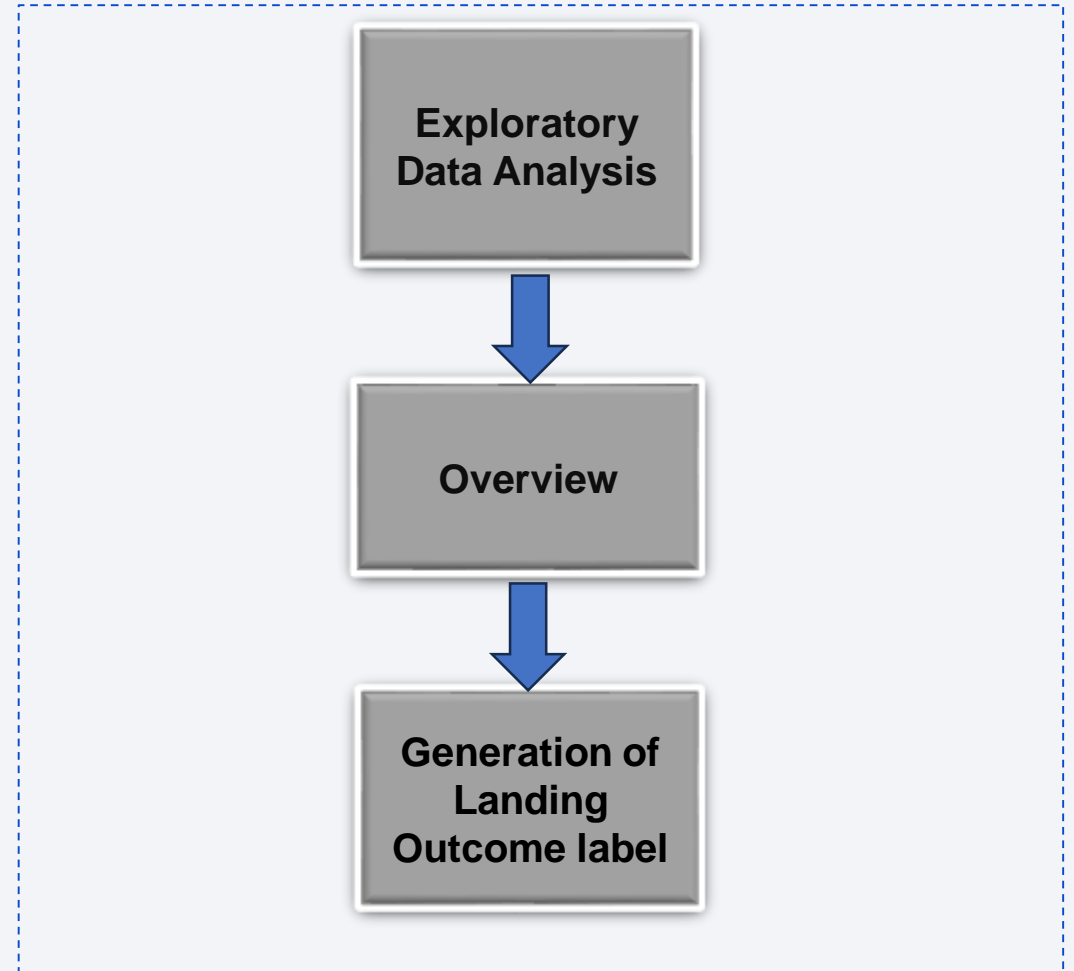 Exploratory
Data Analysis
Overview
Generation of
Landing
Outcome label